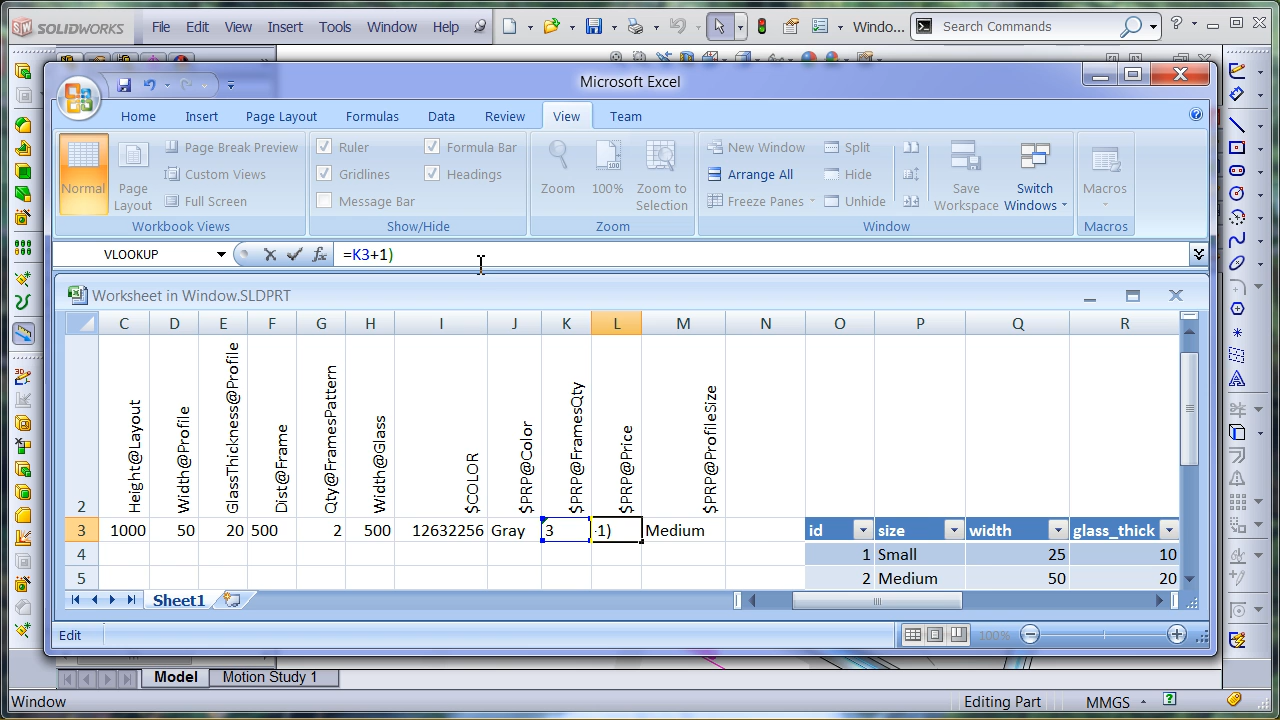 SOLIDWORKS File Edit View Insert Tools Window Help Windo... Search Commands
Microsoft Excel
Home Insert Page Layout Formulas Data Review View Team
Normal
Page Layout
Page Break Preview
Custom Views
Full Screen
Workbook Views
Ruler
Gridlines
Message Bar
Formula Bar
Headings
Show/Hide
Zoom
100%
Zoom to Selection
Zoom
New Window
Arrange All
Freeze Panes
Split
Hide
Unhide
Save Workspace
Switch Windows
Window
Macros
Macros
VLOOKUP =K3+1)
Worksheet in Window.SLDPRT
C D E F G H I J K L M N O P Q R
2 Height@Layout Width@Profile GlassThickness@Profile Dist@Frame Qty@FramesPattern Width@Glass $COLOR $PRP@Color $PRP@FramesQty $PRP@Price $PRP@ProfileSize
3 1000 50 20 500 2 500 12632256 Gray 3 1) Medium id size width glass_thick
4 1 Small 25 10
5 2 Medium 50 20
Sheet1
Edit 100%
Model Motion Study 1
Window Editing Part MMGS